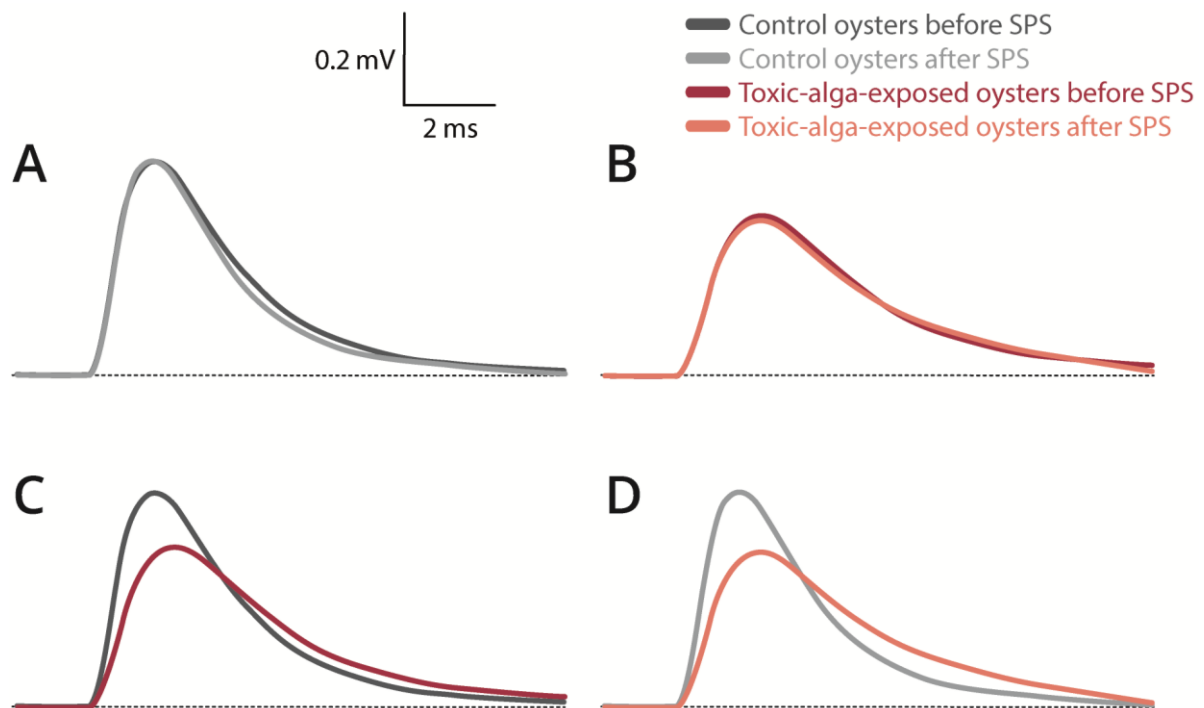 0.2 mV
2 ms
Control oysters before SPS
Control oysters after SPS
Toxic-alga-exposed oysters before SPS
Toxic-alga-exposed oysters after SPS
A
B
C
D